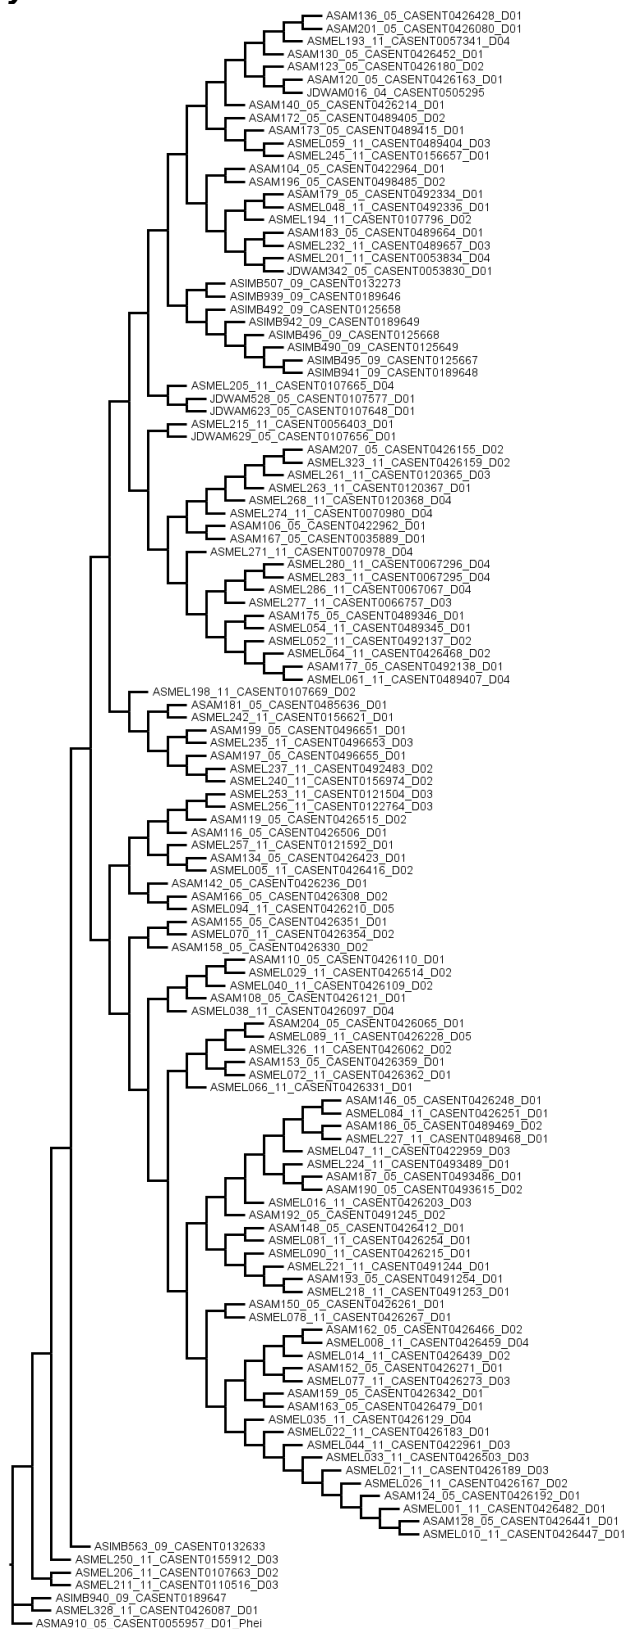 ASAM136_05_CASENT0426428_D01
ASAM201_05_CASENT0426080_D01
ASMEL193_11_CASENT0057341_D04
ASAM130_05_CASENT0426452_D01
ASAM123_05_CASENT0426180_D02
ASAM120_05_CASENT0426163_D01
JDWAM016_04_CASENT0505295
ASAM140_05_CASENT0426214_D01
ASAM172_05_CASENT0489405_D02
ASAM173_05_CASENT0489415_D01
ASMEL059_11_CASENT0489404_D03
ASMEL245_11_CASENT0156657_D01
ASAM104_05_CASENT0422964_D01
ASAM196_05_CASENT0498485_D02
ASAM179_05_CASENT0492334_D01
ASMEL048_11_CASENT0492336_D01
ASMEL194_11_CASENT0107796_D02
ASAM183_05_CASENT0489664_D01
ASMEL232_11_CASENT0489657_D03
ASMEL201_11_CASENT0053834_D04
JDWAM342_05_CASENT0053830_D01
ASIMB507_09_CASENT0132273
ASIMB939_09_CASENT0189646
ASIMB492_09_CASENT0125658
ASIMB942_09_CASENT0189649
ASIMB496_09_CASENT0125668
ASIMB490_09_CASENT0125649
ASIMB495_09_CASENT0125667
ASIMB941_09_CASENT0189648
ASMEL205_11_CASENT0107665_D04
JDWAM528_05_CASENT0107577_D01
JDWAM623_05_CASENT0107648_D01
ASMEL215_11_CASENT0056403_D01
JDWAM629_05_CASENT0107656_D01
ASAM207_05_CASENT0426155_D02
ASMEL323_11_CASENT0426159_D02
ASMEL261_11_CASENT0120365_D03
ASMEL263_11_CASENT0120367_D01
ASMEL268_11_CASENT0120368_D04
ASMEL274_11_CASENT0070980_D04
ASAM106_05_CASENT0422962_D01
ASAM167_05_CASENT0035889_D01
ASMEL271_11_CASENT0070978_D04
ASMEL280_11_CASENT0067296_D04
ASMEL283_11_CASENT0067295_D04
ASMEL286_11_CASENT0067067_D04
ASMEL277_11_CASENT0066757_D03
ASAM175_05_CASENT0489346_D01
ASMEL054_11_CASENT0489345_D01
ASMEL052_11_CASENT0492137_D02
ASMEL064_11_CASENT0426468_D02
ASAM177_05_CASENT0492138_D01
ASMEL061_11_CASENT0489407_D04
ASMEL198_11_CASENT0107669_D02
ASAM181_05_CASENT0485636_D01
ASMEL242_11_CASENT0156621_D01
ASAM199_05_CASENT0496651_D01
ASMEL235_11_CASENT0496653_D03
ASAM197_05_CASENT0496655_D01
ASMEL237_11_CASENT0492483_D02
ASMEL240_11_CASENT0156974_D02
ASMEL253_11_CASENT0121504_D03
ASMEL256_11_CASENT0122764_D03
ASAM119_05_CASENT0426515_D02
ASAM116_05_CASENT0426506_D01
ASMEL257_11_CASENT0121592_D01
ASAM134_05_CASENT0426423_D01
ASMEL005_11_CASENT0426416_D02
ASAM142_05_CASENT0426236_D01
ASAM166_05_CASENT0426308_D02
ASMEL094_11_CASENT0426210_D05
ASAM155_05_CASENT0426351_D01
ASMEL070_11_CASENT0426354_D02
ASAM158_05_CASENT0426330_D02
ASAM110_05_CASENT0426110_D01
ASMEL029_11_CASENT0426514_D02
ASMEL040_11_CASENT0426109_D02
ASAM108_05_CASENT0426121_D01
ASMEL038_11_CASENT0426097_D04
ASAM204_05_CASENT0426065_D01
ASMEL089_11_CASENT0426228_D05
ASMEL326_11_CASENT0426062_D02
ASAM153_05_CASENT0426359_D01
ASMEL072_11_CASENT0426362_D01
ASMEL066_11_CASENT0426331_D01
ASAM146_05_CASENT0426248_D01
ASMEL084_11_CASENT0426251_D01
ASAM186_05_CASENT0489469_D02
ASMEL227_11_CASENT0489468_D01
ASMEL047_11_CASENT0422959_D03
ASMEL224_11_CASENT0493489_D01
ASAM187_05_CASENT0493486_D01
ASAM190_05_CASENT0493615_D02
ASMEL016_11_CASENT0426203_D03
ASAM192_05_CASENT0491245_D02
ASAM148_05_CASENT0426412_D01
ASMEL081_11_CASENT0426254_D01
ASMEL090_11_CASENT0426215_D01
ASMEL221_11_CASENT0491244_D01
ASAM193_05_CASENT0491254_D01
ASMEL218_11_CASENT0491253_D01
ASAM150_05_CASENT0426261_D01
ASMEL078_11_CASENT0426267_D01
ASAM162_05_CASENT0426466_D02
ASMEL008_11_CASENT0426459_D04
ASMEL014_11_CASENT0426439_D02
ASAM152_05_CASENT0426271_D01
ASMEL077_11_CASENT0426273_D03
ASAM159_05_CASENT0426342_D01
ASAM163_05_CASENT0426479_D01
ASMEL035_11_CASENT0426129_D04
ASMEL022_11_CASENT0426183_D01
ASMEL044_11_CASENT0422961_D03
ASMEL033_11_CASENT0426503_D03
ASMEL021_11_CASENT0426189_D03
ASMEL026_11_CASENT0426167_D02
ASAM124_05_CASENT0426192_D01
ASMEL001_11_CASENT0426482_D01
ASAM128_05_CASENT0426441_D01
ASMEL010_11_CASENT0426447_D01
ASIMB563_09_CASENT0132633
ASMEL250_11_CASENT0155912_D03
ASMEL206_11_CASENT0107663_D02
ASMEL211_11_CASENT0110516_D03
ASIMB940_09_CASENT0189647
ASMEL328_11_CASENT0426087_D01
ASMA910_05_CASENT0055957_D01_Phei